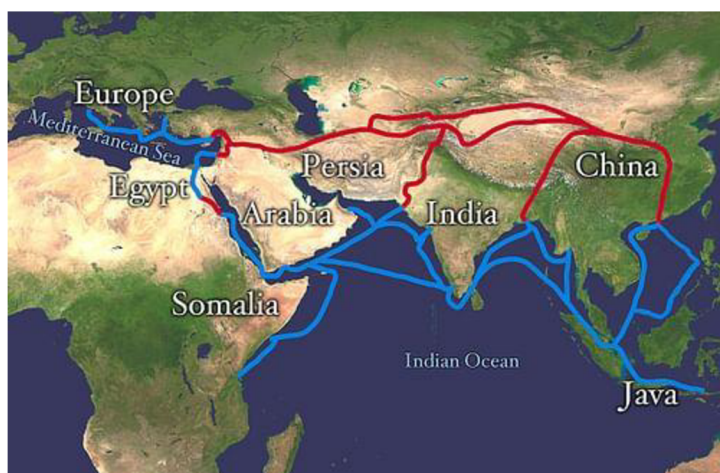 Europe
Mediterranean Sea
Egypt
Persia
China
Arabia
India
Somalia
Indian Ocean
Java